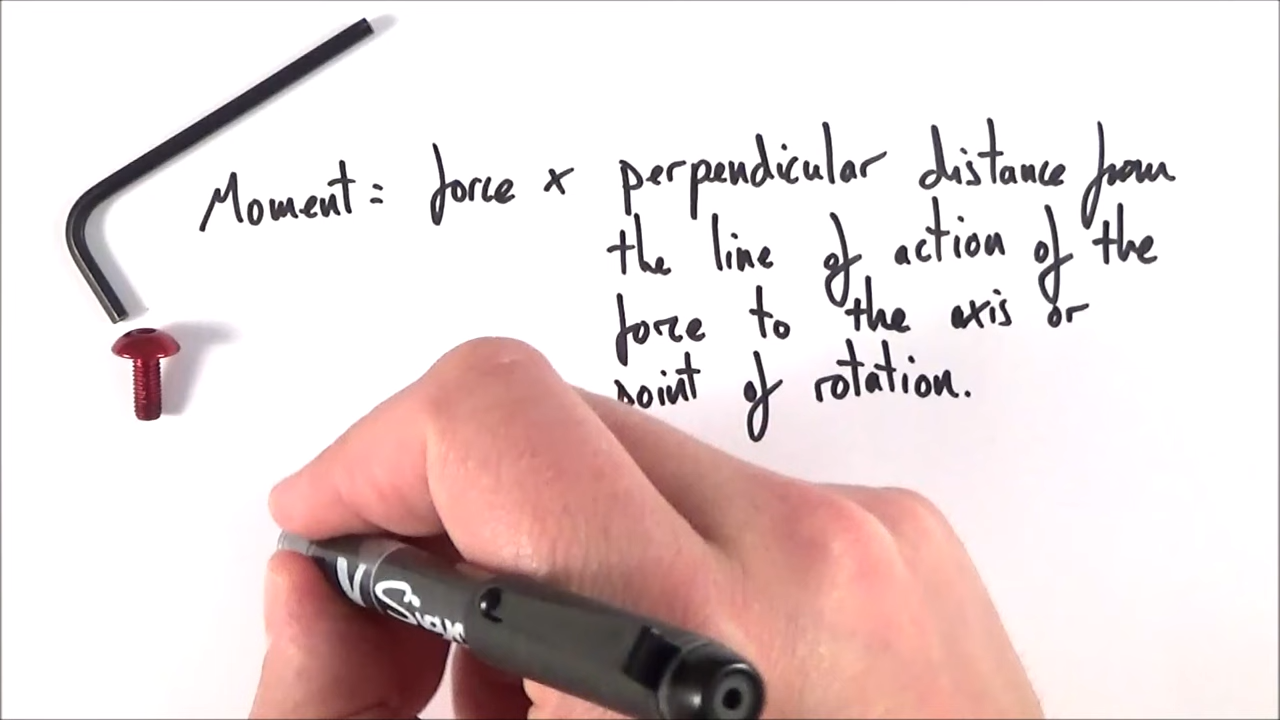 Moment = force x perpendicular distance from
the line of action of the
force to the axis or
point of rotation.
V Sign